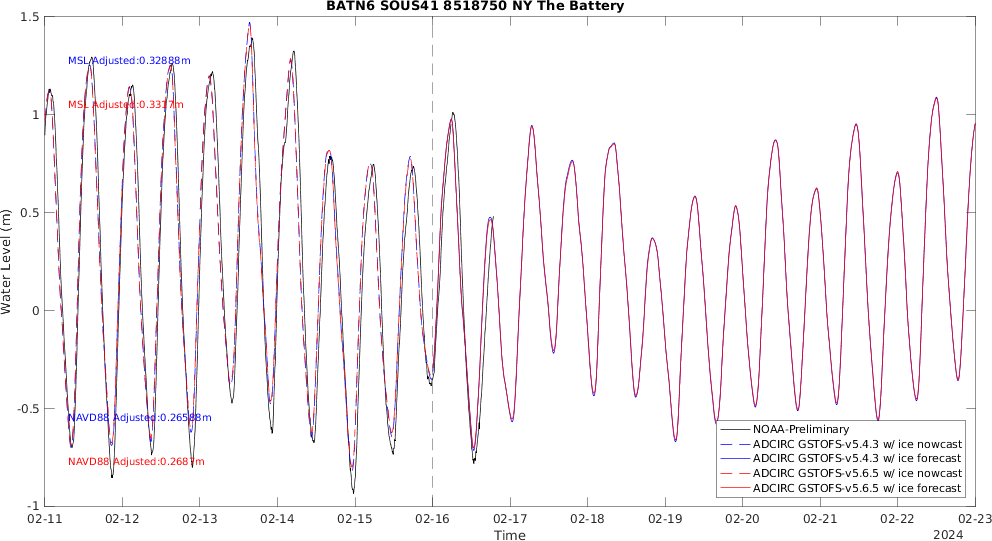 BATN6 SOUS41 8518750 NY The Battery
1.5
1
0.5
0
-0.5
-1
Water Level (m)
MSL Adjusted:0.32888m
MSL Adjusted:0.3317m
NAVD88 Adjusted:0.26588m
NAVD88 Adjusted:0.2687m
NOAA-Preliminary
ADCIRC GSTOFS-v5.4.3 w/ ice nowcast
ADCIRC GSTOFS-v5.4.3 w/ ice forecast
ADCIRC GSTOFS-v5.6.5 w/ ice nowcast
ADCIRC GSTOFS-v5.6.5 w/ ice forecast
02-11 02-12 02-13 02-14 02-15 02-16 02-17 02-18 02-19 02-20 02-21 02-22 02-23
Time
2024